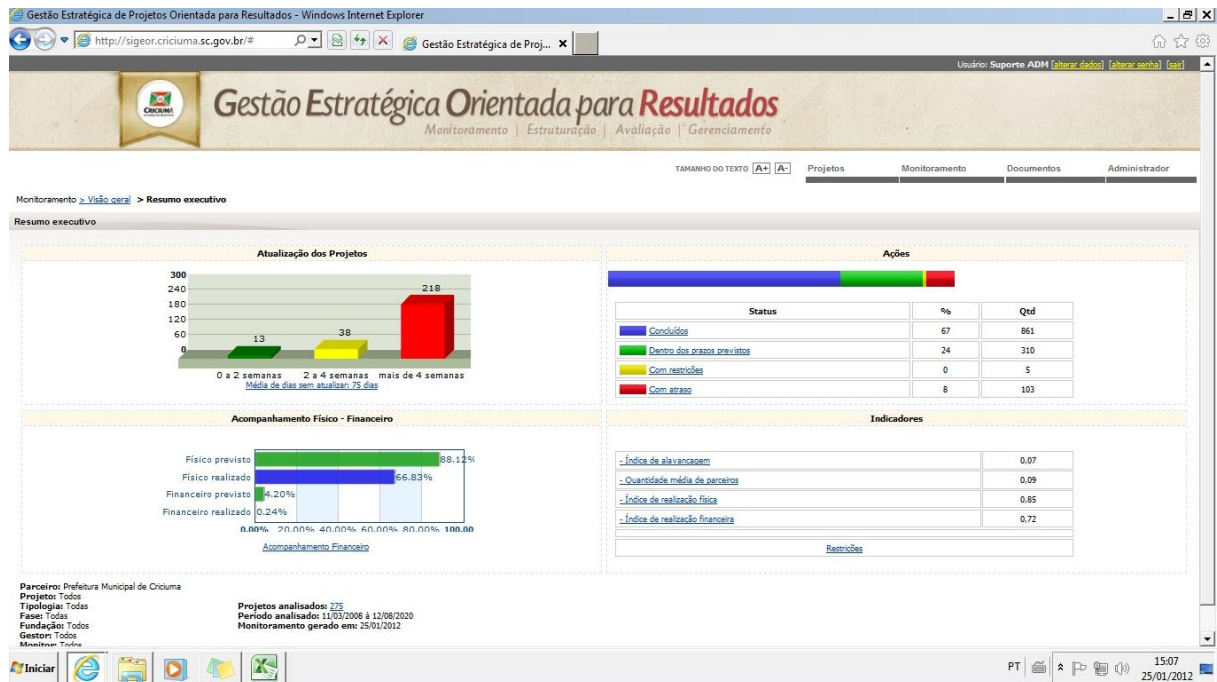 Gestão Estratégica de Projetos Orientada para Resultados - Windows Internet Explorer
http://sigeor.criciuma.sc.gov.br/#
Gestão Estratégica de Proj...
Usuário: Suporte ADM [alterar dados] [alterar senha] [sair]
CRICIUMA
Gestão Estratégica Orientada para Resultados
Monitoramento | Estruturação | Avaliação | Gerenciamento
TAMANHO DO TEXTO A+ A- Projetos Monitoramento Documentos Administrador
Monitoramento > Visão geral > Resumo executivo
Resumo executivo
Atualização dos Projetos
300
240
180
120
60
0
13
38
218
0 a 2 semanas 2 a 4 semanas mais de 4 semanas
Média de dias sem atualizar: 75 dias
Ações
Status % Qtd
Concluídos 67 861
Dentro dos prazos previstos 24 310
Com restrições 0 5
Com atraso 8 103
Acompanhamento Físico - Financeiro
Físico previsto 88.12%
Físico realizado 66.83%
Financeiro previsto 4.20%
Financeiro realizado 0.24%
0.00% 20.00% 40.00% 60.00% 80.00% 100.00
Acompanhamento Financeiro
Indicadores
- Índice de alavancagem 0,07
- Quantidade média de parceiros 0,09
- Índice de realização física 0,85
- Índice de realização financeira 0,72
Restrições
Parceiro: Prefeitura Municipal de Criciuma
Projeto: Todos
Tipologia: Todas
Fase: Todas
Fundação: Todos
Gestor: Todos
Monitor: Todos
Projetos analisados: 275
Período analisado: 11/03/2008 à 12/08/2020
Monitoramento gerado em: 25/01/2012
Iniciar
PT
15:07
25/01/2012